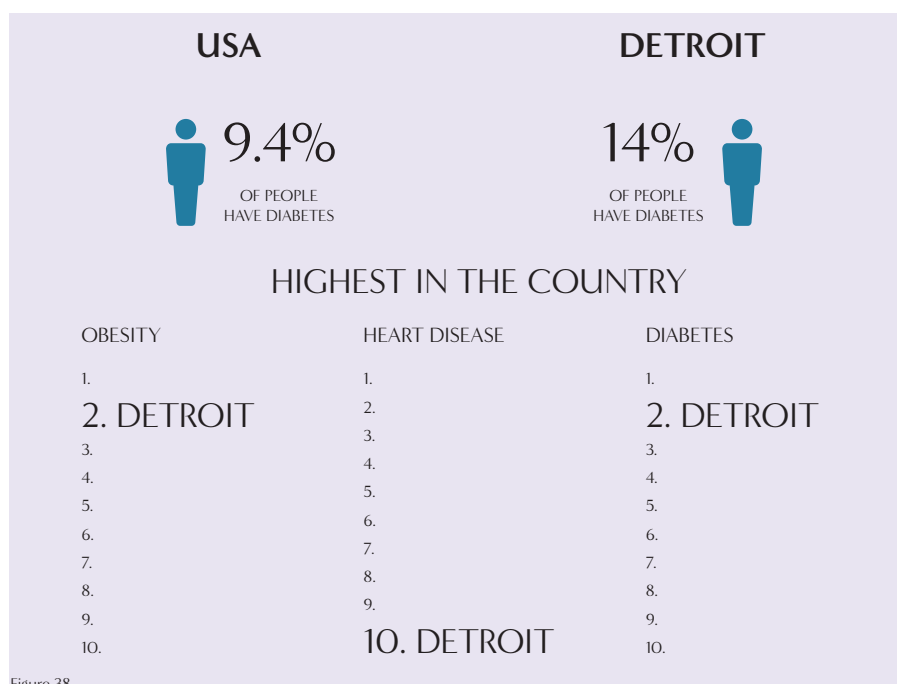 USA
DETROIT
9.4%
OF PEOPLE
HAVE DIABETES
14%
OF PEOPLE
HAVE DIABETES
HIGHEST IN THE COUNTRY
OBESITY
1.
2. DETROIT
3.
4.
5.
6.
7.
8.
9.
10.
HEART DISEASE
1.
2.
3.
4.
5.
6.
7.
8.
9.
10. DETROIT
DIABETES
1.
2. DETROIT
3.
4.
5.
6.
7.
8.
9.
10.
Figure 38